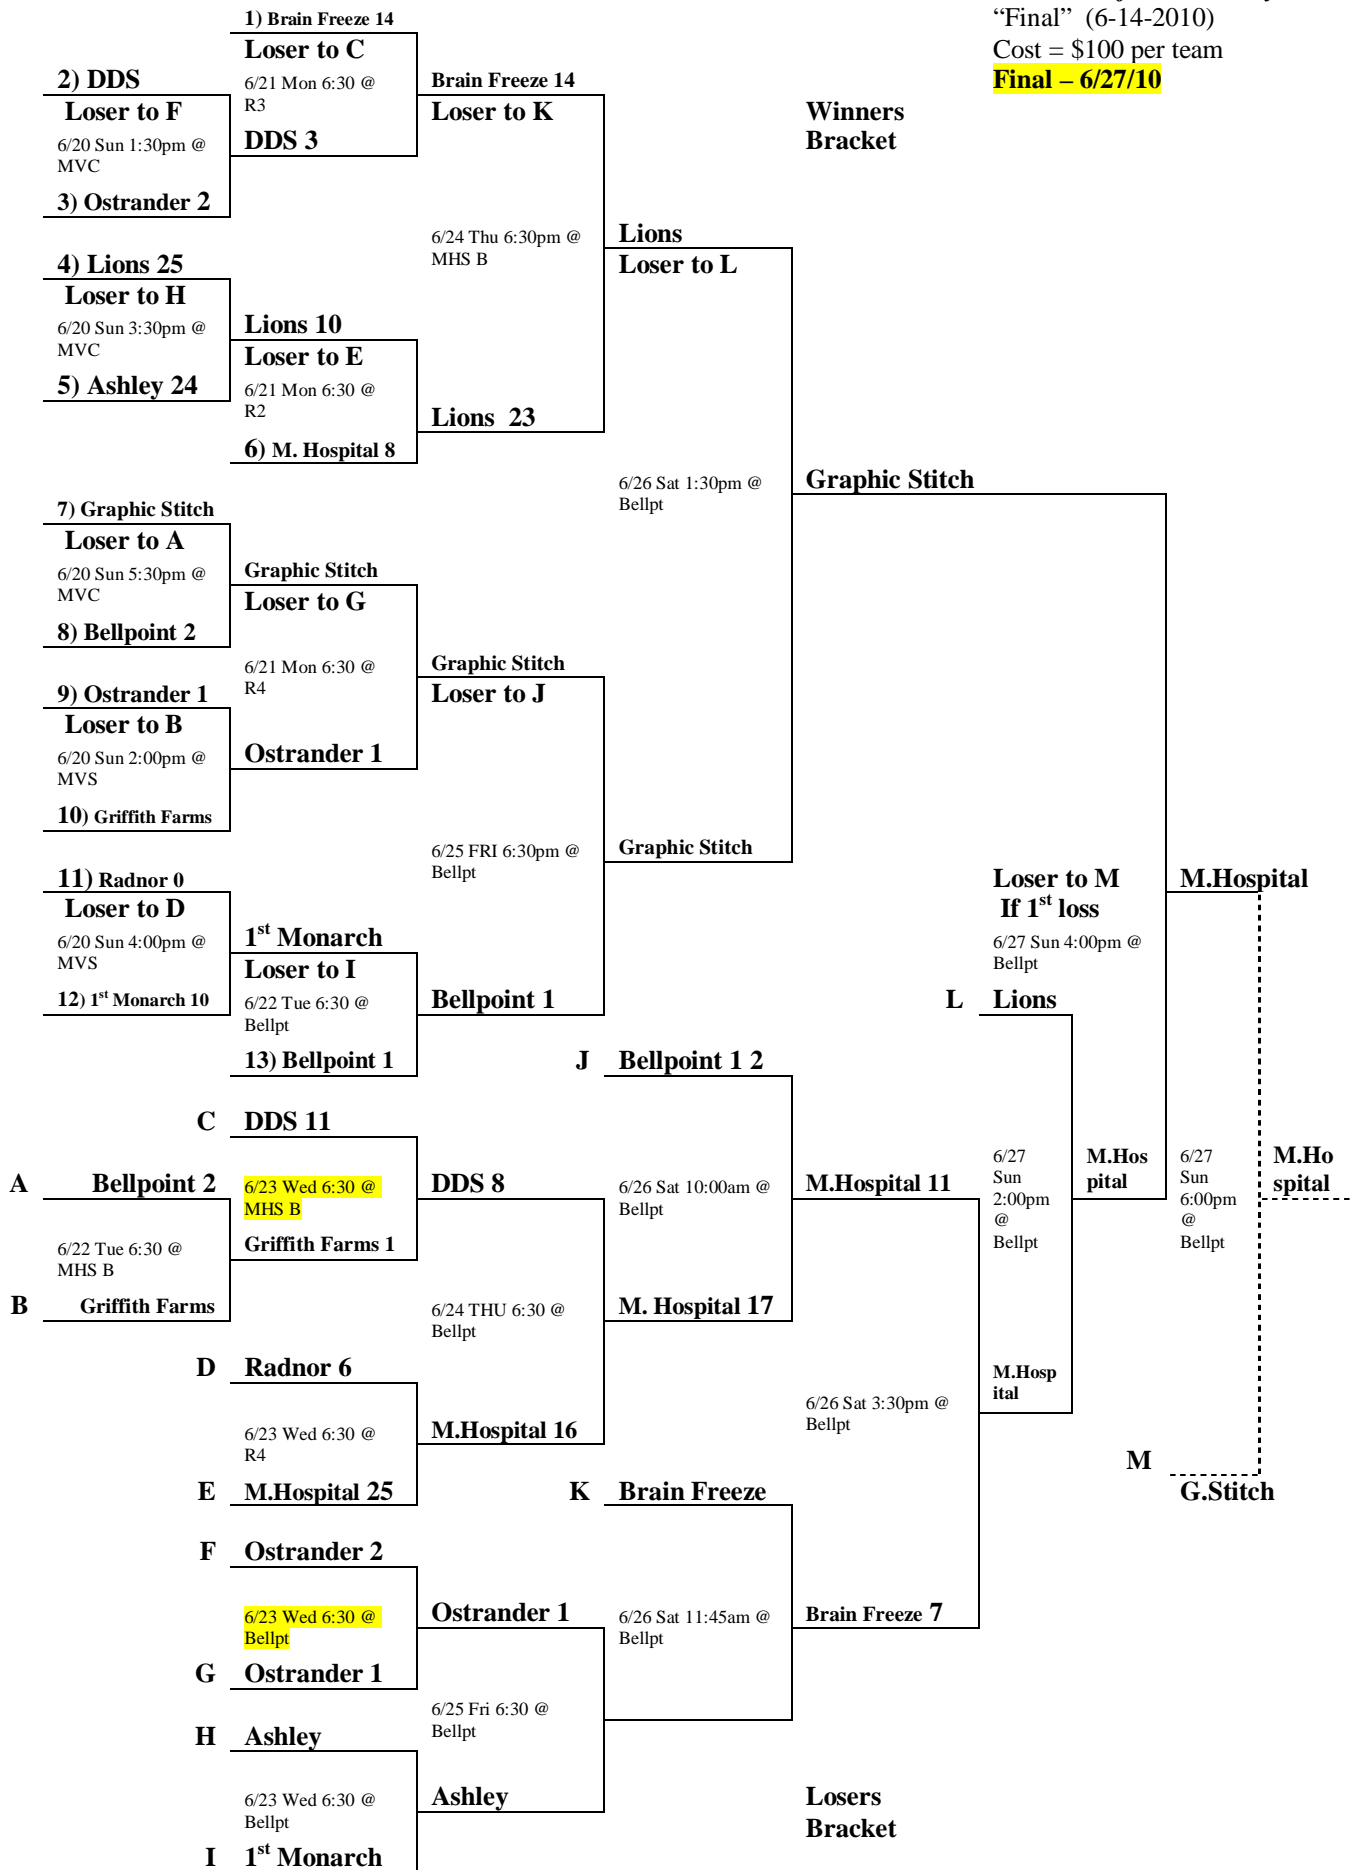 “Final” (6-14-2010)
Cost = $100 per team
Final – 6/27/10
Winners
Bracket
1) Brain Freeze 14
Loser to C
6/21 Mon 6:30 @
R3
DDS 3
2) DDS
Loser to F
6/20 Sun 1:30pm @
MVC
3) Ostrander 2
Brain Freeze 14
Loser to K
6/24 Thu 6:30pm @
MHS B
Lions
Loser to L
4) Lions 25
Loser to H
6/20 Sun 3:30pm @
MVC
5) Ashley 24
Lions 10
Loser to E
6/21 Mon 6:30 @
R2
6) M. Hospital 8
Lions 23
6/26 Sat 1:30pm @
Bellpt
Graphic Stitch
7) Graphic Stitch
Loser to A
6/20 Sun 5:30pm @
MVC
8) Bellpoint 2
Graphic Stitch
Loser to G
6/21 Mon 6:30 @
R4
Ostrander 1
9) Ostrander 1
Loser to B
6/20 Sun 2:00pm @
MVS
10) Griffith Farms
Graphic Stitch
Loser to J
6/25 FRI 6:30pm @
Bellpt
Graphic Stitch
11) Radnor 0
Loser to D
6/20 Sun 4:00pm @
MVS
12) 1st Monarch 10
1st Monarch
Loser to I
6/22 Tue 6:30 @
Bellpt
13) Bellpoint 1
Bellpoint 1
Loser to M
If 1st loss
6/27 Sun 4:00pm @
Bellpt
M.Hospital
L Lions
J Bellpoint 1 2
C DDS 11
A Bellpoint 2
6/22 Tue 6:30 @
MHS B
B Griffith Farms
6/23 Wed 6:30 @
MHS B
Griffith Farms 1
DDS 8
6/24 THU 6:30 @
Bellpt
6/26 Sat 10:00am @
Bellpt
M. Hospital 17
M.Hospital 11
6/27
Sun
2:00pm
@
Bellpt
M.Hos
pital
6/27
Sun
6:00pm
@
Bellpt
M.Ho
spital
D Radnor 6
6/23 Wed 6:30 @
R4
E M.Hospital 25
M.Hospital 16
6/26 Sat 3:30pm @
Bellpt
M.Hosp
ital
M
G.Stitch
K Brain Freeze
F Ostrander 2
6/23 Wed 6:30 @
Bellpt
G Ostrander 1
Ostrander 1
6/26 Sat 11:45am @
Bellpt
Brain Freeze 7
6/25 Fri 6:30 @
Bellpt
H Ashley
6/23 Wed 6:30 @
Bellpt
I 1st Monarch
Ashley
Losers
Bracket